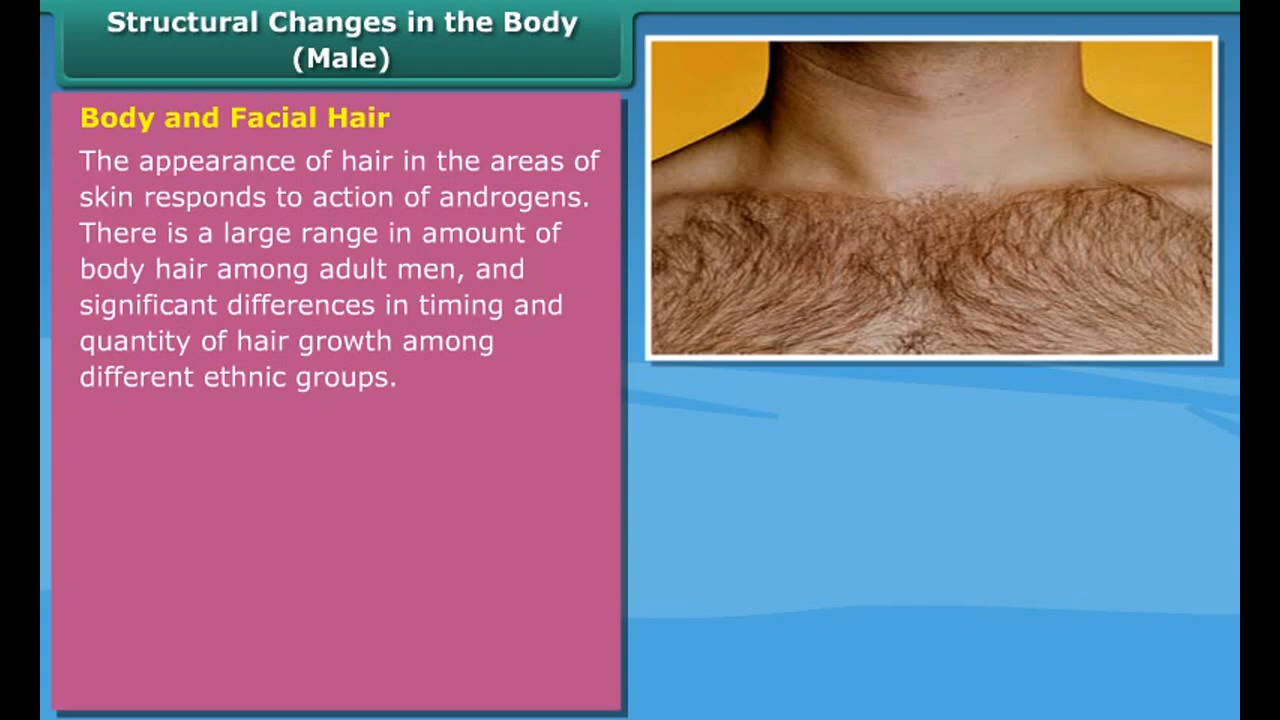 Structural Changes in the Body
(Male)
Body and Facial Hair
The appearance of hair in the areas of
skin responds to action of androgens.
There is a large range in amount of
body hair among adult men, and
significant differences in timing and
quantity of hair growth among
different ethnic groups.